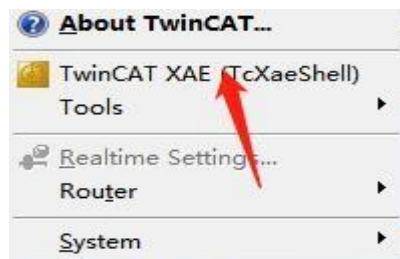 About TwinCAT...
TwinCAT XAE (TcXaeShell)
Tools
Realtime Settings...
Router
System